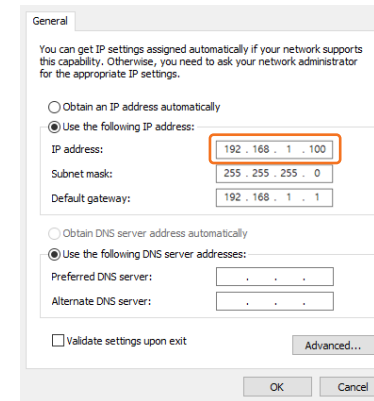 General
You can get IP settings assigned automatically if your network supports
this capability. Otherwise, you need to ask your network administrator
for the appropriate IP settings.
Obtain an IP address automatically
Use the following IP address:
IP address: 192 . 168 . 1 . 100
Subnet mask: 255 . 255 . 255 . 0
Default gateway: 192 . 168 . 1 . 1
Obtain DNS server address automatically
Use the following DNS server addresses:
Preferred DNS server: . . .
Alternate DNS server: . . .
Validate settings upon exit
Advanced...
OK Cancel